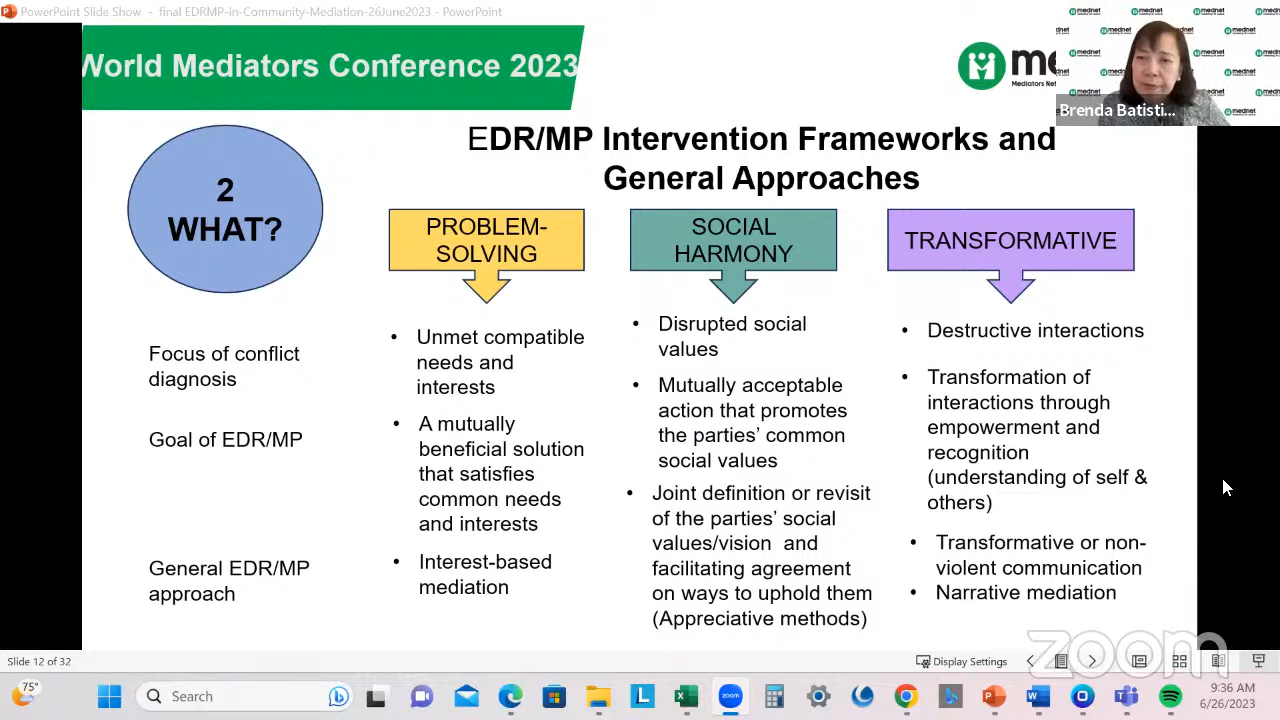 PowerPoint Slide Show - final EDRMP-in-Community-Mediation-26June2023 - PowerPoint
World Mediators Conference 2023
me
Mediators Net
mednet
Brenda Batisti...
2
WHAT?
EDR/MP Intervention Frameworks and
General Approaches
PROBLEM-
SOLVING
SOCIAL
HARMONY
TRANSFORMATIVE
Focus of conflict
diagnosis
• Unmet compatible
needs and
interests
• Disrupted social
values
• Destructive interactions
Goal of EDR/MP
• A mutually
beneficial solution
that satisfies
common needs
and interests
• Mutually acceptable
action that promotes
the parties' common
social values
• Transformation of
interactions through
empowerment and
recognition
(understanding of self &
others)
General EDR/MP
approach
• Interest-based
mediation
• Joint definition or revisit
of the parties' social
values/vision and
facilitating agreement
on ways to uphold them
(Appreciative methods)
• Transformative or non-
violent communication
• Narrative mediation
zoom
Slide 12 of 32
Display Settings
75°
Search
zoom
9:36 AM
6/26/2023